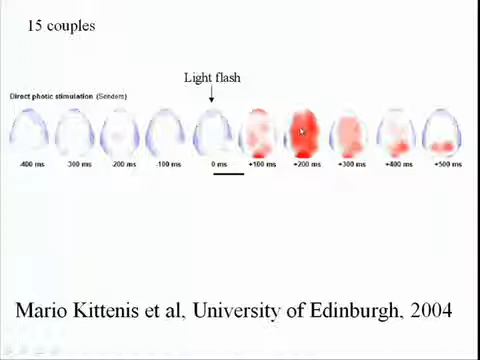 15 couples
Light flash
Direct photic stimulation (Senders)
-400 ms -300 ms -200 ms -100 ms 0 ms +100 ms +200 ms +300 ms +400 ms +500 ms
Mario Kittenis et al, University of Edinburgh, 2004